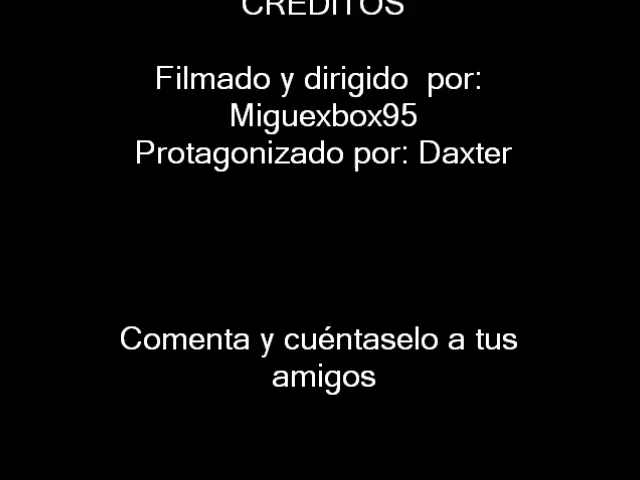 CREDITOS
Filmado y dirigido  por:
Miguexbox95
Protagonizado por: Daxter
Comenta y cuéntaselo a tus
amigos